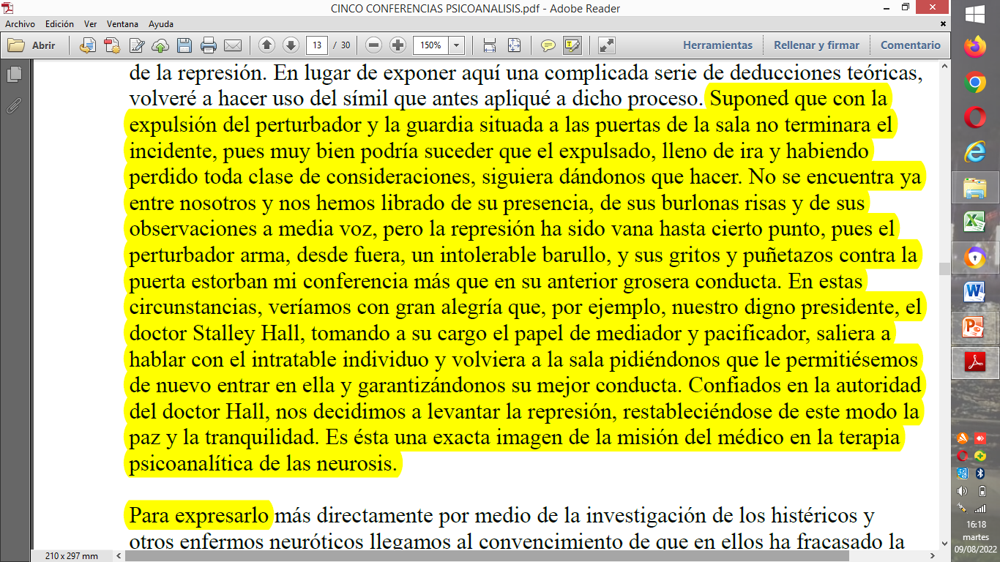 CINCO CONFERENCIAS PSICOANALISIS.pdf - Adobe Reader
Archivo Edición Ver Ventana Ayuda
Abrir 13 / 30 150% Herramientas Rellenar y firmar Comentario
de la represión. En lugar de exponer aquí una complicada serie de deducciones teóricas,
volveré a hacer uso del símil que antes apliqué a dicho proceso. Suponed que con la
expulsión del perturbador y la guardia situada a las puertas de la sala no terminara el
incidente, pues muy bien podría suceder que el expulsado, lleno de ira y habiendo
perdido toda clase de consideraciones, siguiera dándonos que hacer. No se encuentra ya
entre nosotros y nos hemos librado de su presencia, de sus burlonas risas y de sus
observaciones a media voz, pero la represión ha sido vana hasta cierto punto, pues el
perturbador arma, desde fuera, un intolerable barullo, y sus gritos y puñetazos contra la
puerta estorban mi conferencia más que en su anterior grosera conducta. En estas
circunstancias, veríamos con gran alegría que, por ejemplo, nuestro digno presidente, el
doctor Stalley Hall, tomando a su cargo el papel de mediador y pacificador, saliera a
hablar con el intratable individuo y volviera a la sala pidiéndonos que le permitiésemos
de nuevo entrar en ella y garantizándonos su mejor conducta. Confiados en la autoridad
del doctor Hall, nos decidimos a levantar la represión, restableciéndose de este modo la
paz y la tranquilidad. Es ésta una exacta imagen de la misión del médico en la terapia
psicoanalítica de las neurosis.
Para expresarlo más directamente por medio de la investigación de los histéricos y
otros enfermos neuróticos llegamos al convencimiento de que en ellos ha fracasado la
210 x 297 mm
16:18
martes
09/08/2022